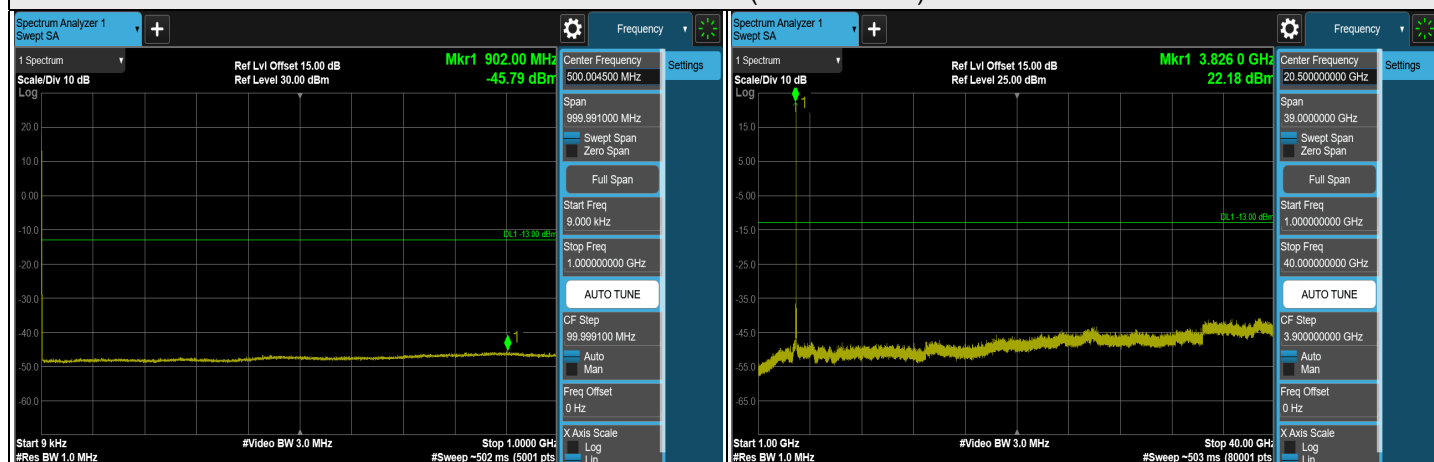 Spectrum Analyzer 1
Swept SA
+
Frequency
1 Spectrum
Ref Lvl Offset 15.00 dB
Mkr1 902.00 MHz
Scale/Div 10 dB
Ref Level 30.00 dBm
-45.79 dBm
Log
1
20.0
10.0
0.00
-10.0
-20.0
-30.0
-40.0
-50.0
-60.0
DL1 -13.00 dBm
Start 9 kHz
#Video BW 3.0 MHz
Stop 1.0000 GHz
#Res BW 1.0 MHz
#Sweep ~502 ms (5001 pts
Center Frequency
500.004500 MHz
Settings
Span
999.991000 MHz
Swept Span
Zero Span
Full Span
Start Freq
9.000 kHz
Stop Freq
1.000000000 GHz
AUTO TUNE
CF Step
99.999100 MHz
Auto
Man
Freq Offset
0 Hz
X Axis Scale
Log
Lin
Spectrum Analyzer 1
Swept SA
+
Frequency
1 Spectrum
Ref Lvl Offset 15.00 dB
Mkr1 3.826 0 GHz
Scale/Div 10 dB
Ref Level 25.00 dBm
22.18 dBm
Log
1
15.0
5.00
-5.00
-15.0
-25.0
-35.0
-45.0
-55.0
-65.0
DL1 -13.00 dBm
Start 1.00 GHz
#Video BW 3.0 MHz
Stop 40.00 GHz
#Res BW 1.0 MHz
#Sweep ~503 ms (80001 pts
Center Frequency
20.500000000 GHz
Settings
Span
39.0000000 GHz
Swept Span
Zero Span
Full Span
Start Freq
1.000000000 GHz
Stop Freq
40.000000000 GHz
AUTO TUNE
CF Step
3.900000000 GHz
Auto
Man
Freq Offset
0 Hz
X Axis Scale
Log
Lin